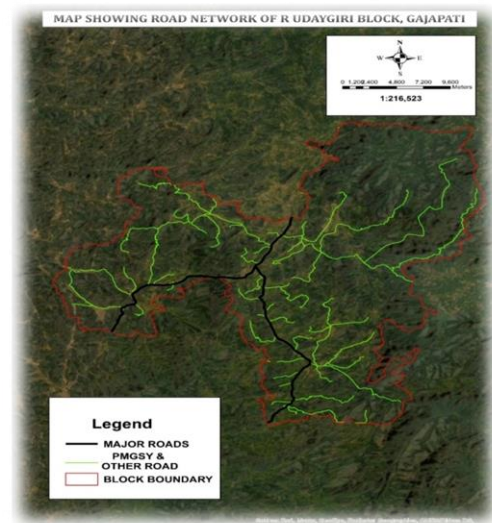 MAP SHOWING ROAD NETWORK OF R UDAYGIRI BLOCK, GAJAPATI
N
W E
S
0 1,200 2,400 4,800 7,200 9,600
Meters
1:216,523
Legend
MAJOR ROADS
PMGSY &
OTHER ROAD
BLOCK BOUNDARY